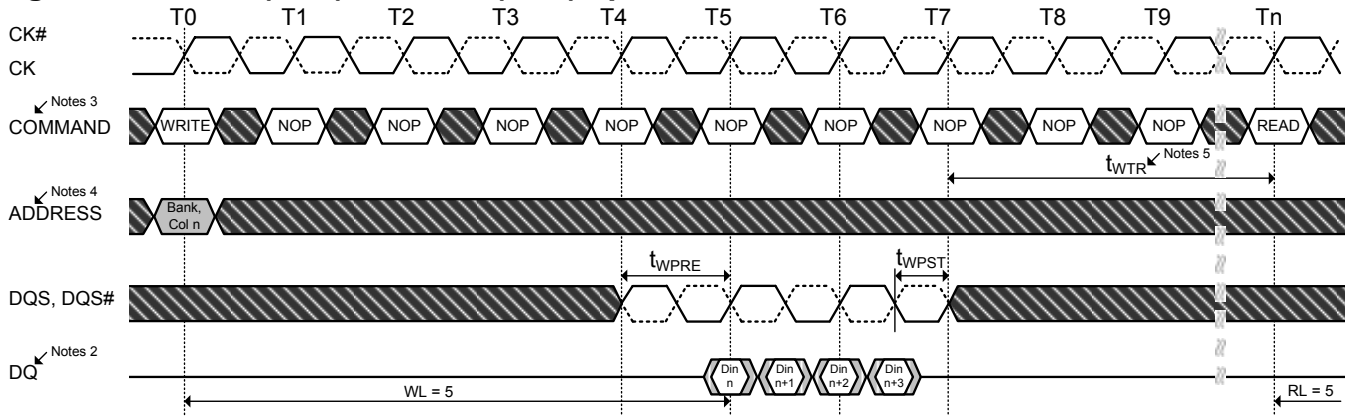 T0 T1 T2 T3 T4 T5 T6 T7 T8 T9 Tn
CK#
CK
Notes 3
COMMAND WRITE NOP NOP NOP NOP NOP NOP NOP NOP NOP READ
tWTR Notes 5
Notes 4
ADDRESS
Bank,
Col n
tWPRE tWPST
DQS, DQS#
Notes 2
DQ
Din n Din n+1 Din n+2 Din n+3
WL = 5 RL = 5